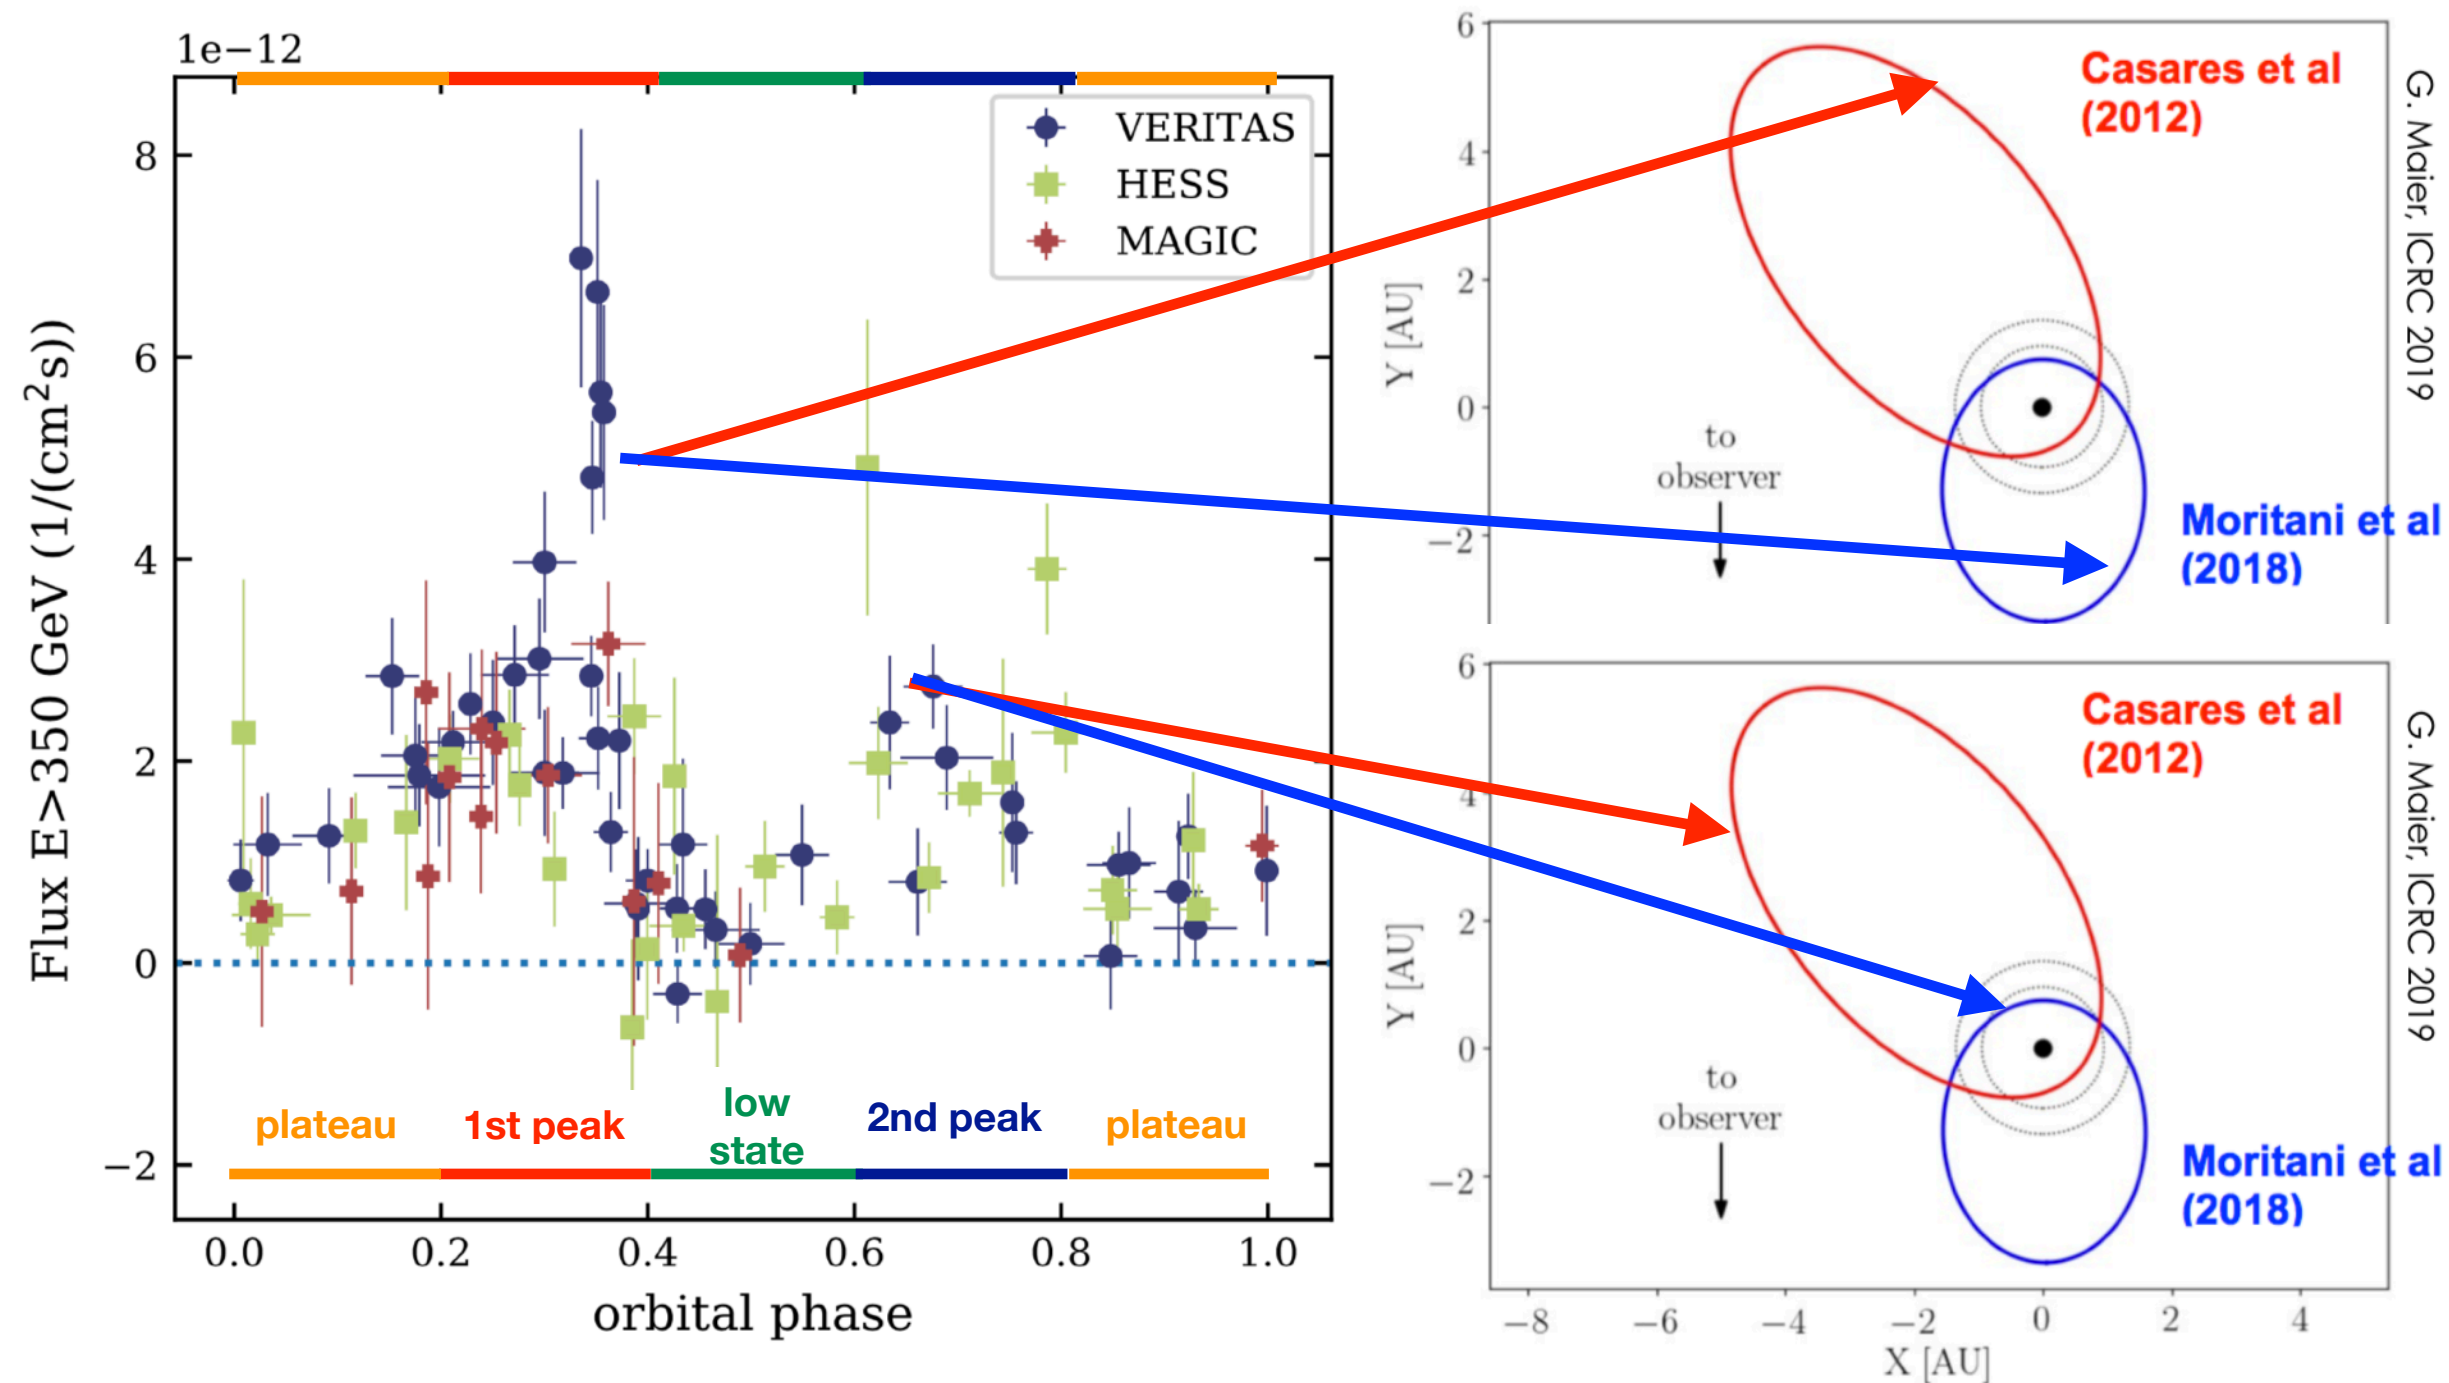 1e−12
Flux E>350 GeV (1/(cm²s))
8
6
4
2
0
−2
0.0 0.2 0.4 0.6 0.8 1.0
orbital phase
VERITAS
HESS
MAGIC
plateau
1st peak
low
state
2nd peak
plateau
6
4
2
0
−2
Y [AU]
to
observer
Casares et al
(2012)
Moritani et al
(2018)
G. Maier, ICRC 2019
6
4
2
0
−2
Y [AU]
to
observer
Casares et al
(2012)
Moritani et al
(2018)
G. Maier, ICRC 2019
−8 −6 −4 −2 0 2 4
X [AU]